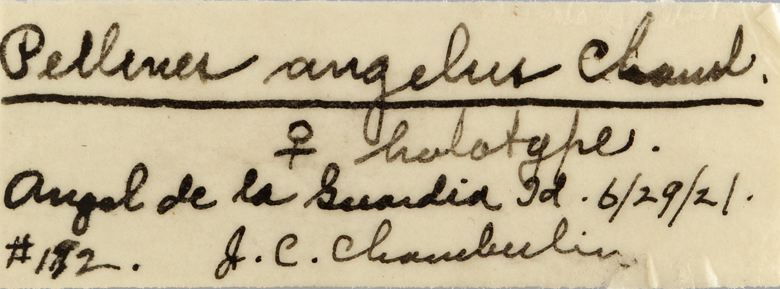 Pellenes angelus Chamb.
♀ holotype.
Angel de la Guardia Id. 6/29/21.
#182. J. C. Chamberlin